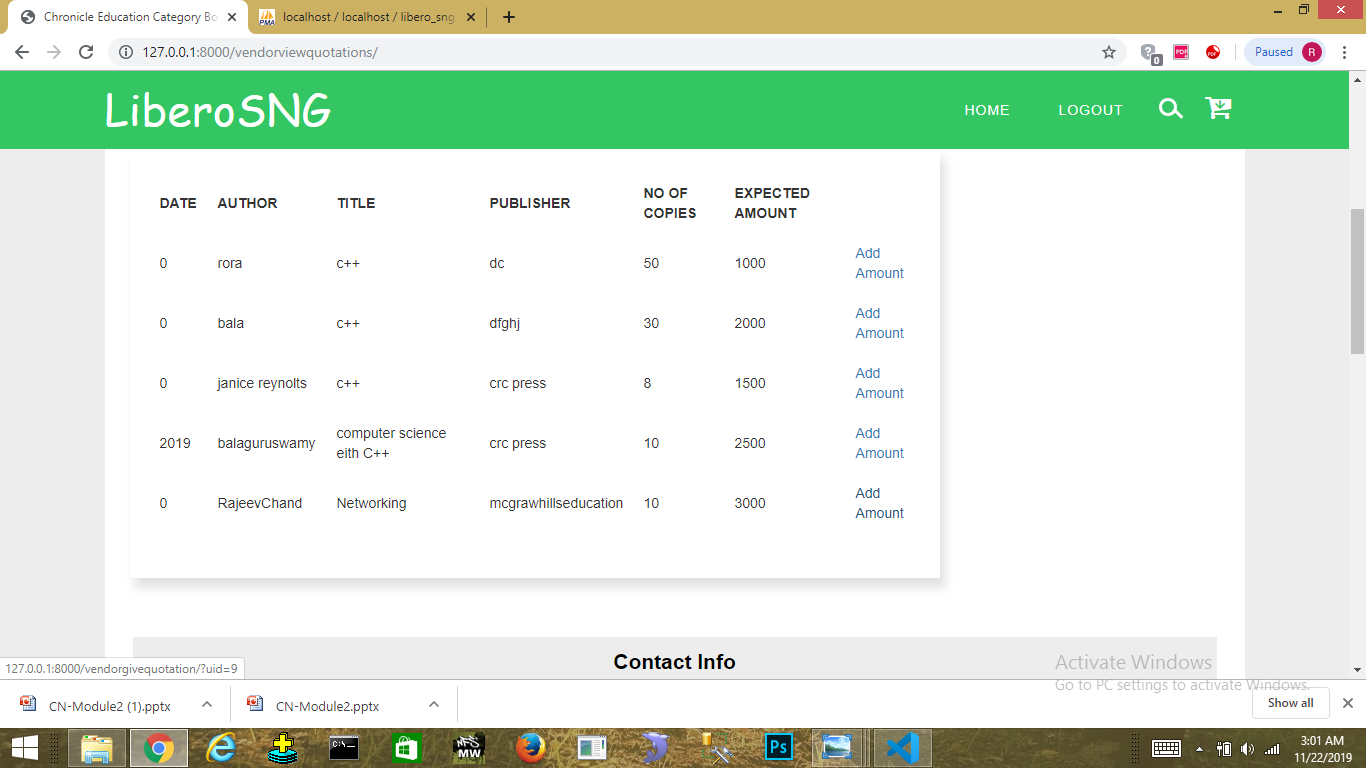 Chronicle Education Category Bo
localhost / localhost / libero_sng
127.0.0.1:8000/vendorviewquotations/
0
PDF
PDF
Paused
R
LiberoSNG
HOME
LOGOUT
DATE AUTHOR TITLE PUBLISHER NO OF COPIES EXPECTED AMOUNT
0 rora c++ dc 50 1000 Add Amount
0 bala c++ dfghj 30 2000 Add Amount
0 janice reynolts c++ crc press 8 1500 Add Amount
2019 balaguruswamy computer science eith C++ crc press 10 2500 Add Amount
0 RajeevChand Networking mcgrawhillseducation 10 3000 Add Amount
Contact Info
127.0.0.1:8000/vendorgivequotation/?uid=9
Activate Windows
Go to PC settings to activate Windows.
CN-Module2 (1).pptx
CN-Module2.pptx
Show all
3:01 AM
11/22/2019